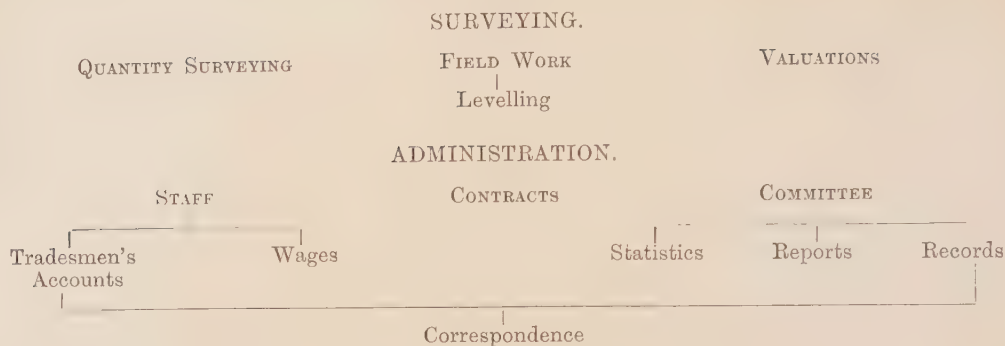 SURVEYING.
QUANTITY SURVEYING FIELD WORK VALUATIONS
Levelling
ADMINISTRATION.
STAFF CONTRACTS COMMITTEE
Tradesmen's Wages Statistics Reports Records
Accounts
Correspondence